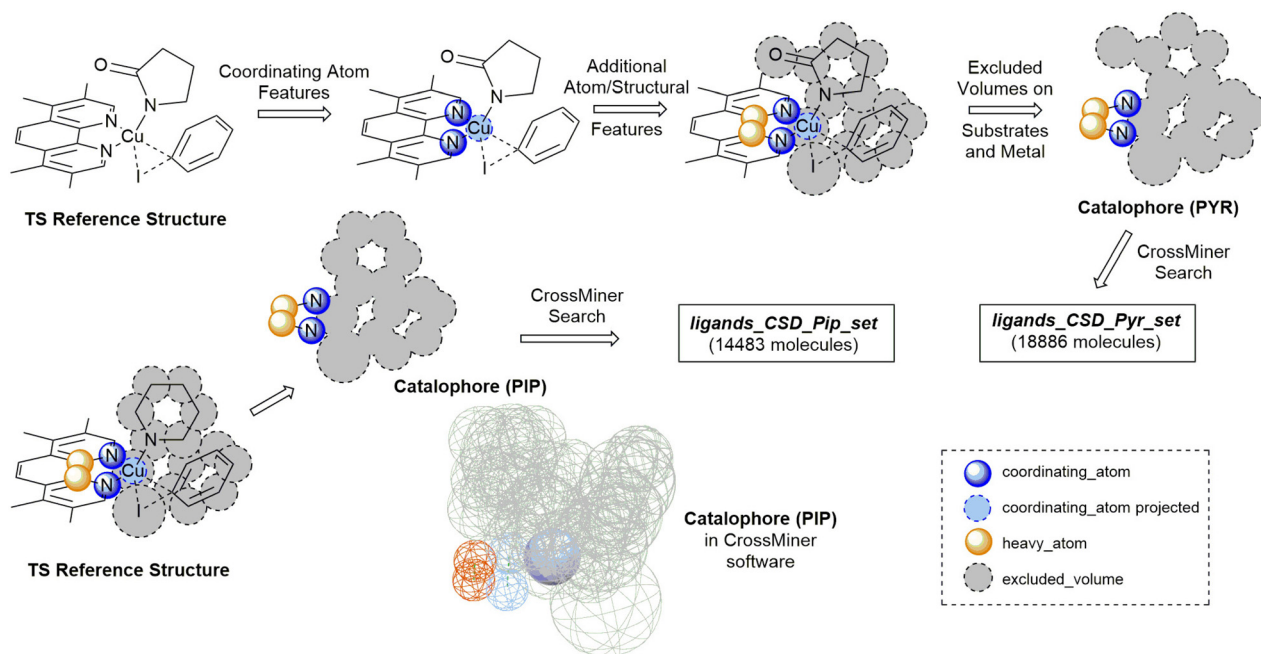 O
N
N
N
Cu
I
TS Reference Structure
Coordinating Atom
Features
O
N
N
N
Cu
I
Additional
Atom/Structural
Features
O
N
N
N
Cu
I
Excluded
Volumes on
Substrates
and Metal
N
N
Catalophore (PYR)
CrossMiner
Search
ligands_CSD_Pyr_set
(18886 molecules)
N
N
Catalophore (PIP)
CrossMiner
Search
ligands_CSD_Pip_set
(14483 molecules)
N
N
N
Cu
I
TS Reference Structure
Catalophore (PIP)
in CrossMiner
software
coordinating_atom
coordinating_atom projected
heavy_atom
excluded_volume